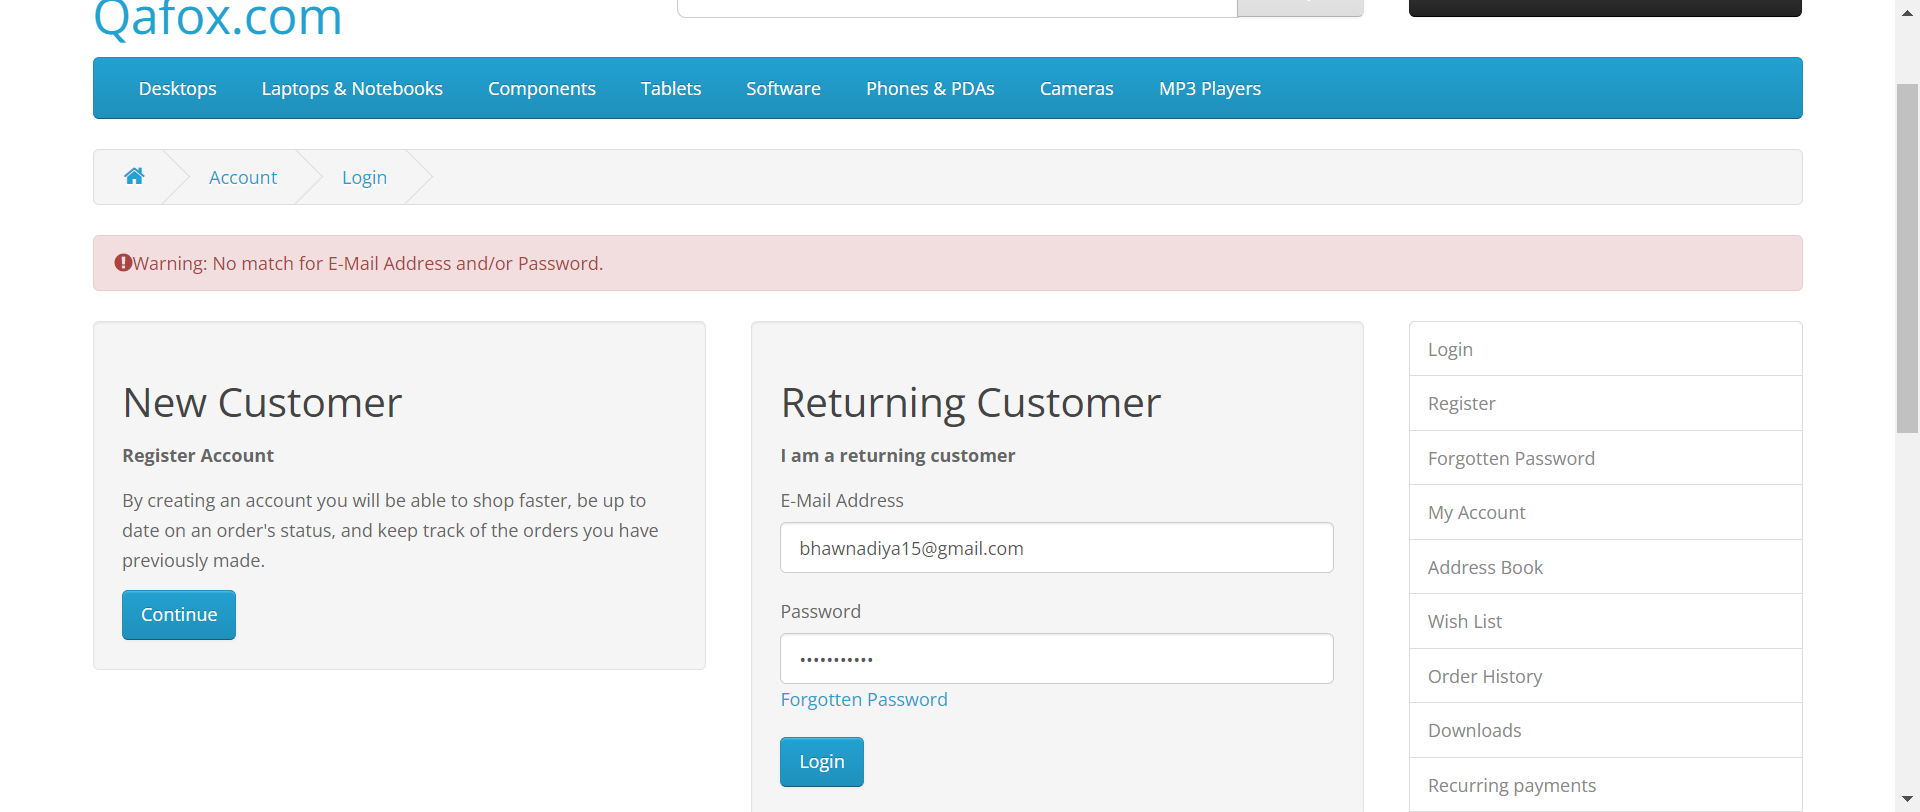 Qafox.com
Desktops Laptops & Notebooks Components Tablets Software Phones & PDAs Cameras MP3 Players
Account Login
Warning: No match for E-Mail Address and/or Password.
New Customer
Register Account
By creating an account you will be able to shop faster, be up to
date on an order's status, and keep track of the orders you have
previously made.
Continue
Returning Customer
I am a returning customer
E-Mail Address
bhawnadiya15@gmail.com
Password
•••••••••••
Forgotten Password
Login
Login
Register
Forgotten Password
My Account
Address Book
Wish List
Order History
Downloads
Recurring payments